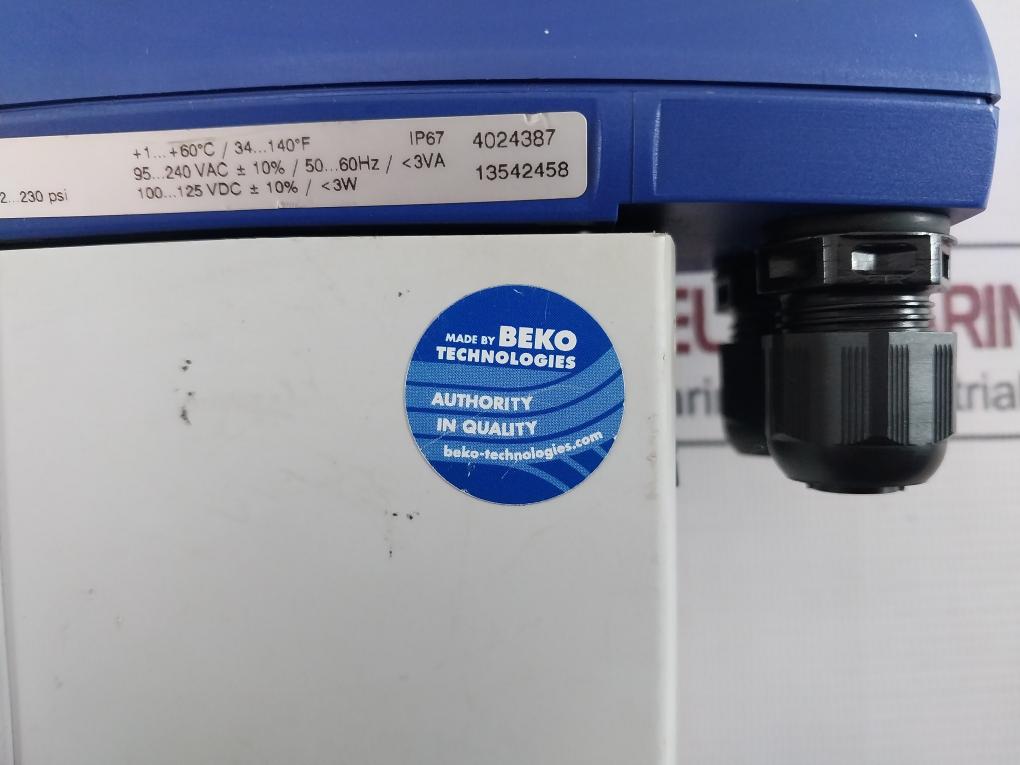 +1...+60°C / 34...140°F
IP67
4024387
95...240 VAC ± 10% / 50...60Hz / <3VA
13542458
2...230 psi
100...125 VDC ± 10% / <3W
MADE BY BEKO
TECHNOLOGIES
AUTHORITY
IN QUALITY
beko-technologies.com